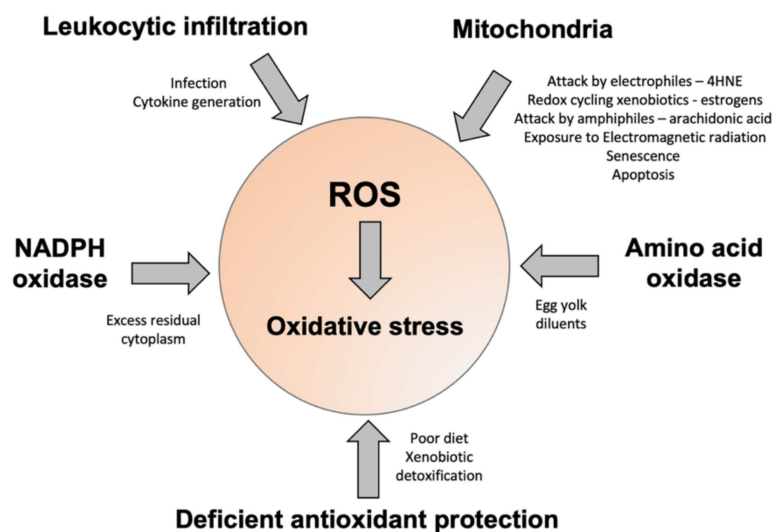 Leukocytic infiltration
Infection
Cytokine generation
Mitochondria
Attack by electrophiles – 4HNE
Redox cycling xenobiotics - estrogens
Attack by amphiphiles – arachidonic acid
Exposure to Electromagnetic radiation
Senescence
Apoptosis
ROS
Oxidative stress
NADPH
oxidase
Excess residual
cytoplasm
Amino acid
oxidase
Egg yolk
diluents
Poor diet
Xenobiotic
detoxification
Deficient antioxidant protection